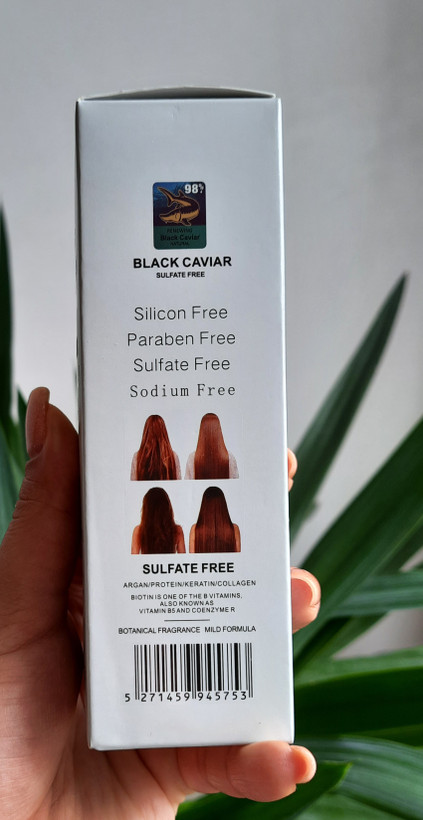 98%
Black Caviar
BLACK CAVIAR
SULFATE FREE
Silicon Free
Paraben Free
Sulfate Free
Sodium Free
SULFATE FREE
ARGAN/PROTEIN/KERATIN/COLLAGEN
BIOTIN IS ONE OF THE B VITAMINS,
ALSO KNOWN AS
VITAMIN B5 AND COENZYME R
BOTANICAL FRAGRANCE MILD FORMULA
5 271459 945753